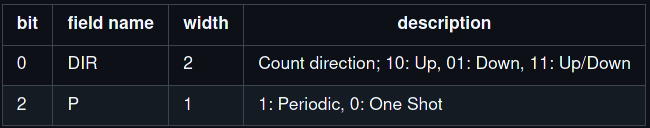 bit field name width description
0 DIR 2 Count direction; 10: Up, 01: Down, 11: Up/Down
2 P 1 1: Periodic, 0: One Shot